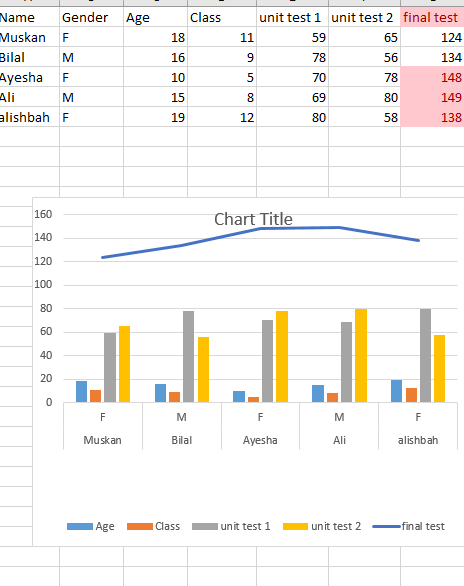 Name Gender Age Class unit test 1 unit test 2 final test
Muskan F 18 11 59 65 124
Bilal M 16 9 78 56 134
Ayesha F 10 5 70 78 148
Ali M 15 8 69 80 149
alishbah F 19 12 80 58 138
Chart Title
160
140
120
100
80
60
40
20
0
F M F M F
Muskan Bilal Ayesha Ali alishbah
Age Class unit test 1 unit test 2 final test